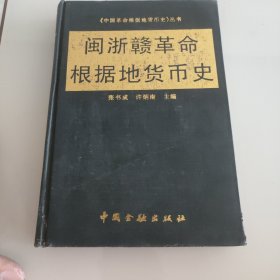 《中国革命根据地货币史》丛书
闽浙赣革命
根据地货币史
张书成 许炳南 主编
中国金融出版社